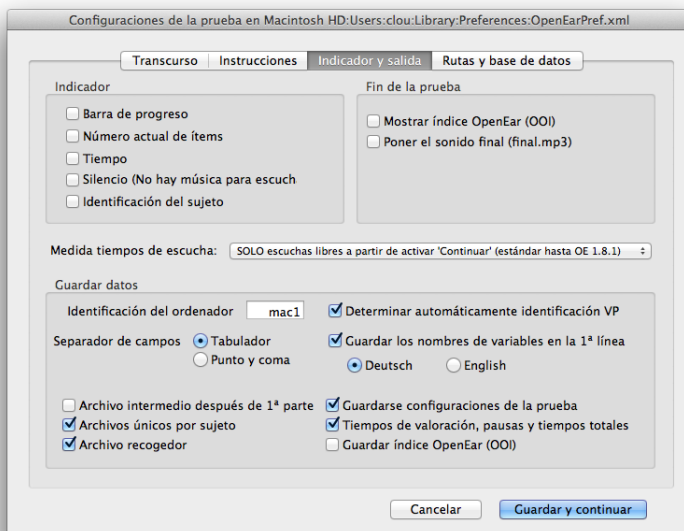 Configuraciones de la prueba en Macintosh HD:Users:clou:Library:Preferences:OpenEarPref.xml
Transcurso Instrucciones Indicador y salida Rutas y base de datos
Indicador
Barra de progreso
Número actual de ítems
Tiempo
Silencio (No hay música para escuch
Identificación del sujeto
Fin de la prueba
Mostrar índice OpenEar (OOI)
Poner el sonido final (final.mp3)
Medida tiempos de escucha: SOLO escuchas libres a partir de activar 'Continuar' (estándar hasta OE 1.8.1)
Guardar datos
Identificación del ordenador mac1 Determinar automáticamente identificación VP
Separador de campos Tabulador Guardar los nombres de variables en la 1ª línea
Punto y coma Deutsch English
Archivo intermedio después de 1ª parte Guardarse configuraciones de la prueba
Archivos únicos por sujeto Tiempos de valoración, pausas y tiempos totales
Archivo recogedor Guardar índice OpenEar (OOI)
Cancelar Guardar y continuar